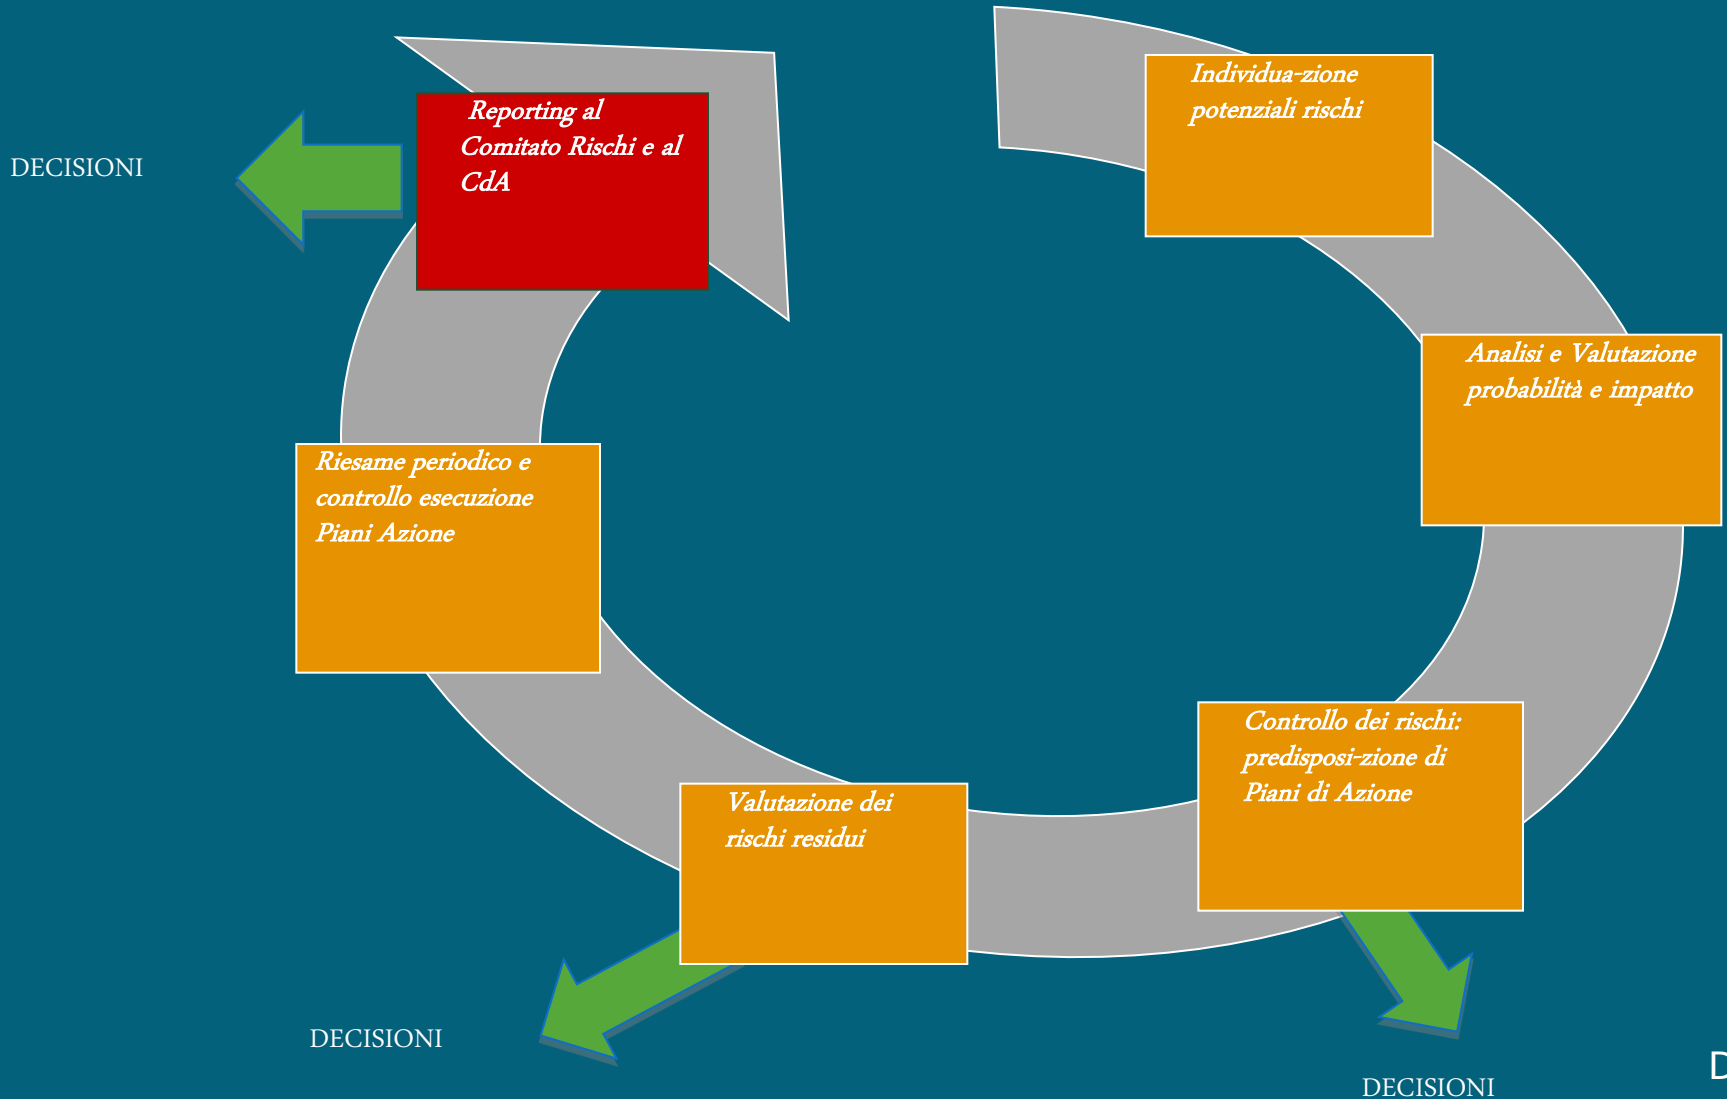 Individua-zione
potenziali rischi
Analisi e Valutazione
probabilità e impatto
Controllo dei rischi:
predisposi-zione di
Piani di Azione
DECISIONI
Valutazione dei
rischi residui
DECISIONI
Riesame periodico e
controllo esecuzione
Piani Azione
Reporting al
Comitato Rischi e al
CdA
DECISIONI
D